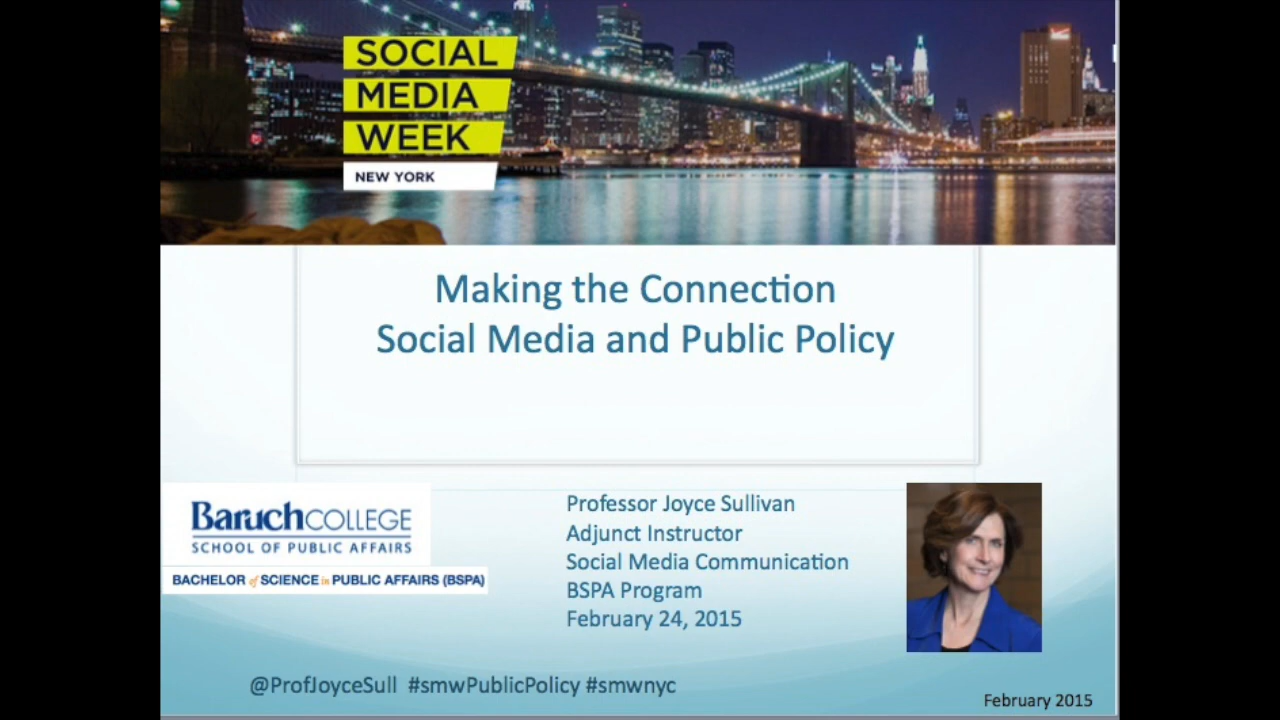 SOCIAL
MEDIA
WEEK
NEW YORK
Making the Connection
Social Media and Public Policy
Baruch COLLEGE
SCHOOL OF PUBLIC AFFAIRS
BACHELOR of SCIENCE in PUBLIC AFFAIRS (BSPA)
Professor Joyce Sullivan
Adjunct Instructor
Social Media Communication
BSPA Program
February 24, 2015
@ProfJoyceSull #smwPublicPolicy #smwnyc
February 2015